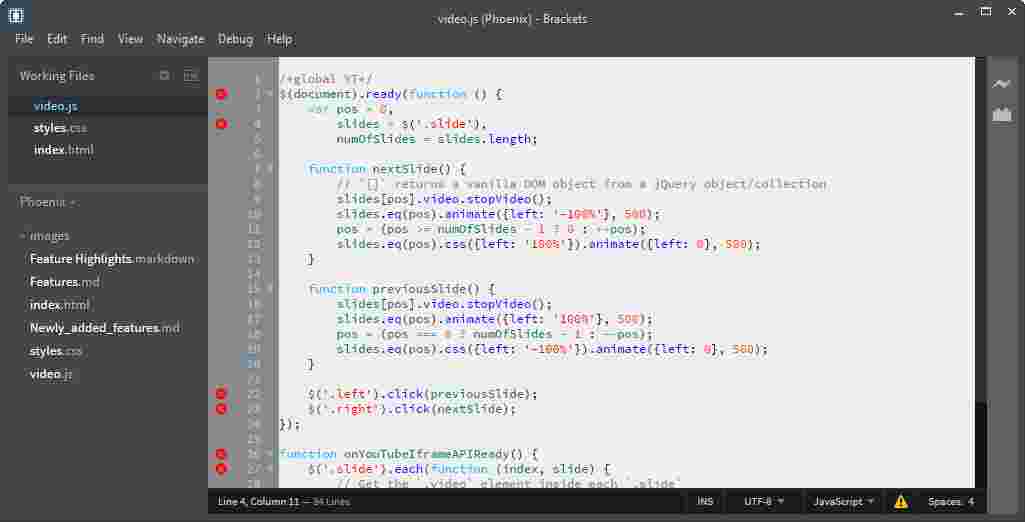 video.js (Phoenix) - Brackets
File Edit Find View Navigate Debug Help
Working Files
video.js
styles.css
index.html
Phoenix
images
Feature Highlights.markdown
Features.md
index.html
Newly_added_features.md
styles.css
video.js
1 /*global YT*/
2 $(document).ready(function () {
3 var pos = 0,
4 slides = $('.slide'),
5 numOfSlides = slides.length;
6
7 function nextSlide() {
8 // `[]` returns a vanilla DOM object from a jQuery object/collection
9 slides[pos].video.stopVideo();
10 slides.eq(pos).animate({left: '-100%'}, 500);
11 pos = (pos >= numOfSlides - 1 ? 0 : ++pos);
12 slides.eq(pos).css({left: '100%'}).animate({left: 0}, 500);
13 }
14
15 function previousSlide() {
16 slides[pos].video.stopVideo();
17 slides.eq(pos).animate({left: '100%'}, 500);
18 pos = (pos === 0 ? numOfSlides - 1 : --pos);
19 slides.eq(pos).css({left: '-100%'}).animate({left: 0}, 500);
20 }
21
22 $('.left').click(previousSlide);
23 $('.right').click(nextSlide);
24 });
25
26 function onYouTubeIframeAPIReady() {
27 $('.slide').each(function (index, slide) {
28 // Get the `.video` element inside each `.slide`
Line 4, Column 11 — 94 Lines INS UTF-8 JavaScript Spaces: 4